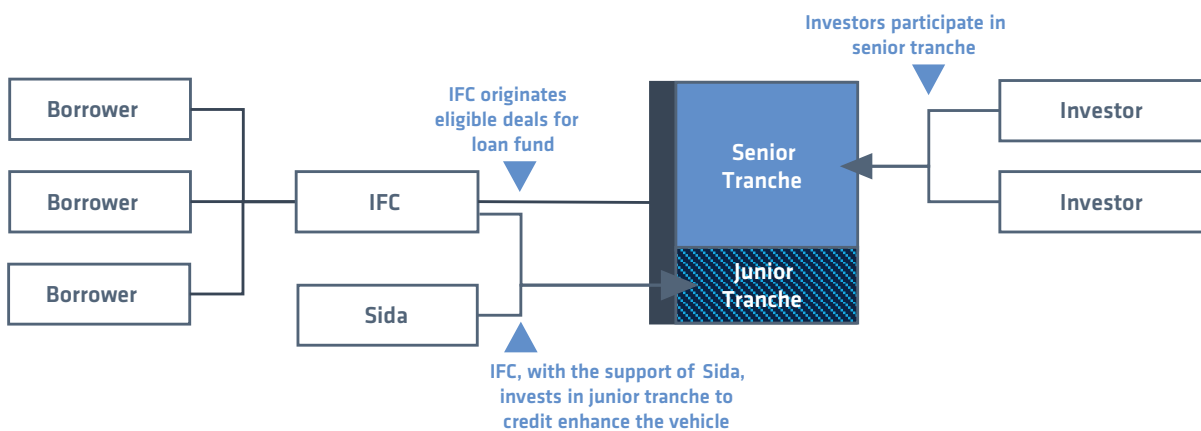 Investors participate in
senior tranche
Borrower
Borrower
Borrower
IFC originates
eligible deals for
loan fund
IFC
Sida
Senior
Tranche
Junior
Tranche
Investor
Investor
IFC, with the support of Sida,
invests in junior tranche to
credit enhance the vehicle